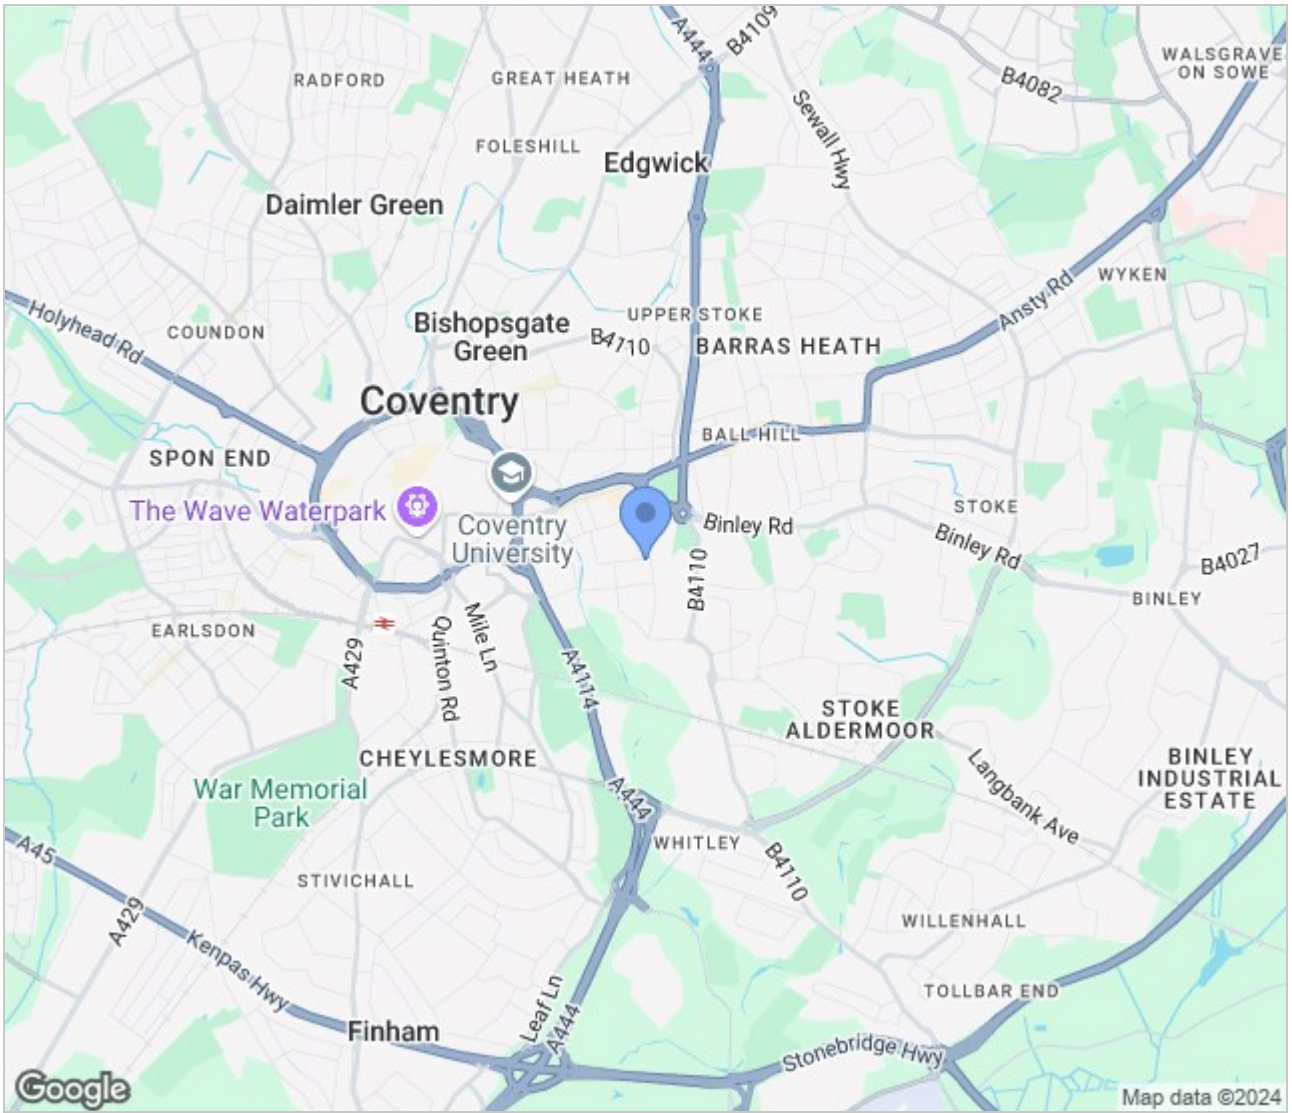 A444
B4109
WALSGRAVE
ON SOWE
RADFORD
GREAT HEATH
B4082
Sewall Hwy
FOLESHILL
Edgwick
Daimler Green
WYKEN
Ansty Rd
Holyhead Rd
COUNDON
Bishopsgate
Green
B4110
UPPER STOKE
BARRAS HEATH
Coventry
BALL HILL
SPON END
The Wave Waterpark
Coventry
University
Binley Rd
STOKE
Binley Rd
B4027
B4110
BINLEY
EARLSDON
A429
Quinton Rd
Mile Ln
A4114
STOKE
ALDERMOOR
CHEYLESMORE
War Memorial
Park
A444
Langbank Ave
BINLEY
INDUSTRIAL
ESTATE
A45
WHITLEY
B4110
STIVICHALL
A429
WILLENHALL
Kenpas Hwy
TOLLBAR END
Leaf Ln
A444
Finham
Stonebridge Hwy
Google
Map data ©2024